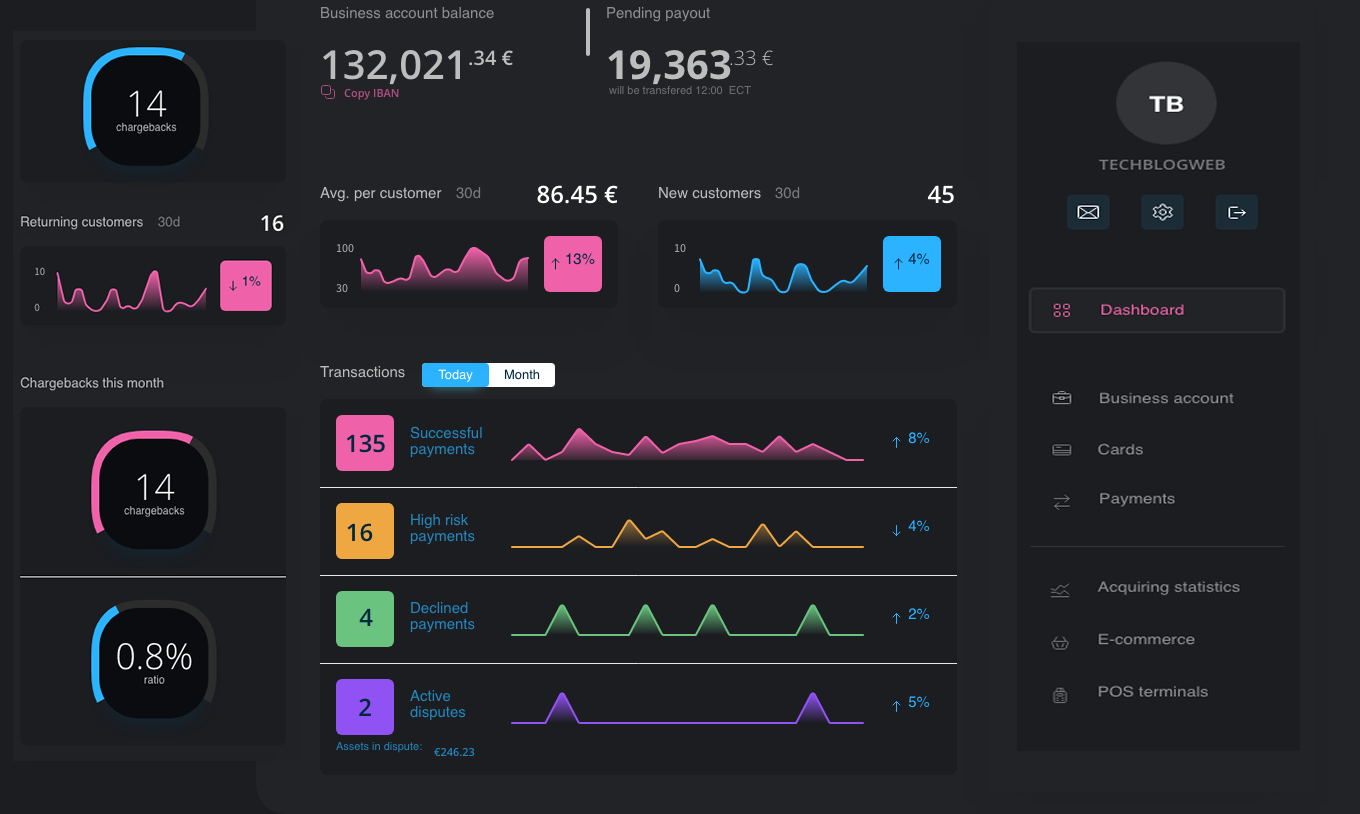 14
chargebacks
Returning customers 30d 16
10
0
↓ 1%
Chargebacks this month
14
chargebacks
0.8%
ratio
Business account balance
132,021.34 €
Copy IBAN
Pending payout
19,363.33 €
will be transfered 12:00 ECT
Avg. per customer 30d 86.45 €
100
30
↑ 13%
New customers 30d 45
10
0
↑ 4%
Transactions Today Month
135
Successful
payments
↑ 8%
16
High risk
payments
↓ 4%
4
Declined
payments
↑ 2%
2
Active
disputes
↑ 5%
Assets in dispute: €246.23
TB
TECHBLOGWEB
Dashboard
Business account
Cards
Payments
Acquiring statistics
E-commerce
POS terminals